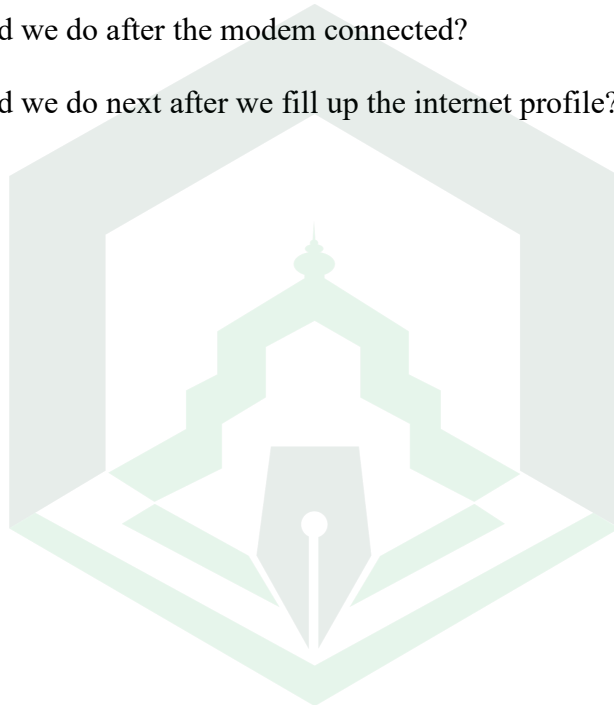 d we do after the modem connected?
d we do next after we fill up the internet profile?